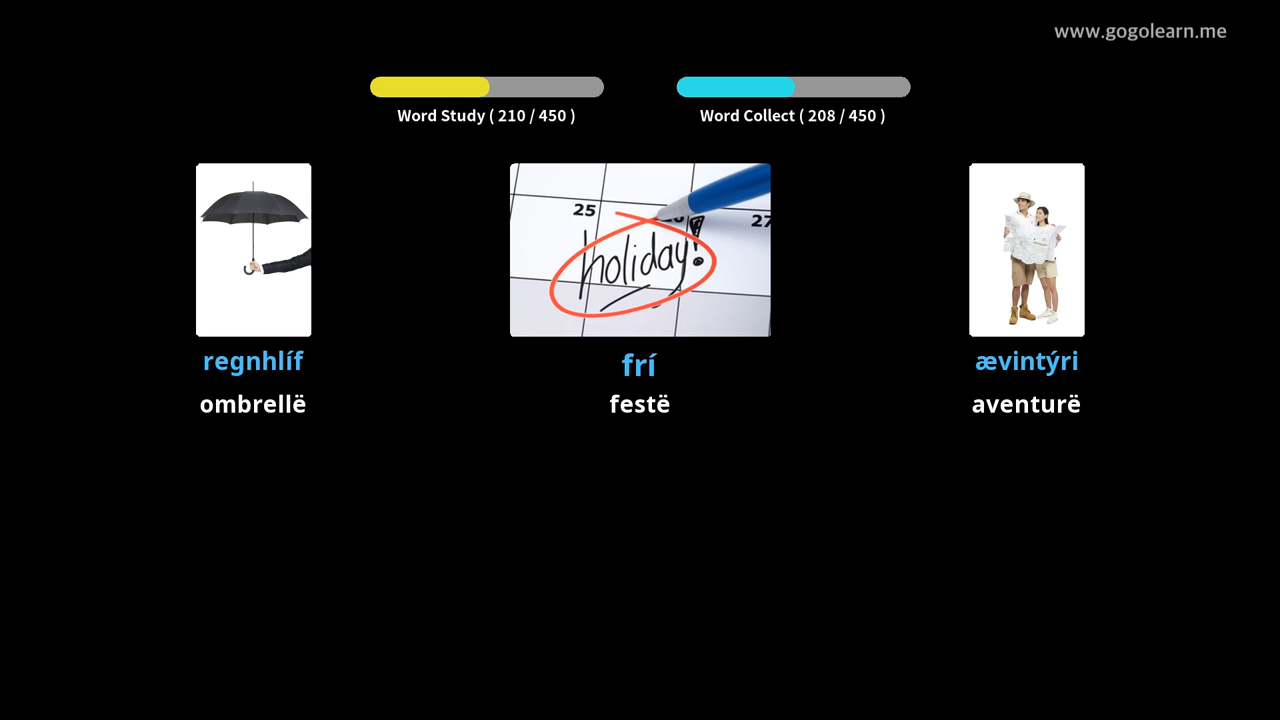 www.gogolearn.me
Word Study ( 210 / 450 )
Word Collect ( 208 / 450 )
25
27
holiday!
regnhlíf
frí
ævintýri
ombrellë
festë
aventurë